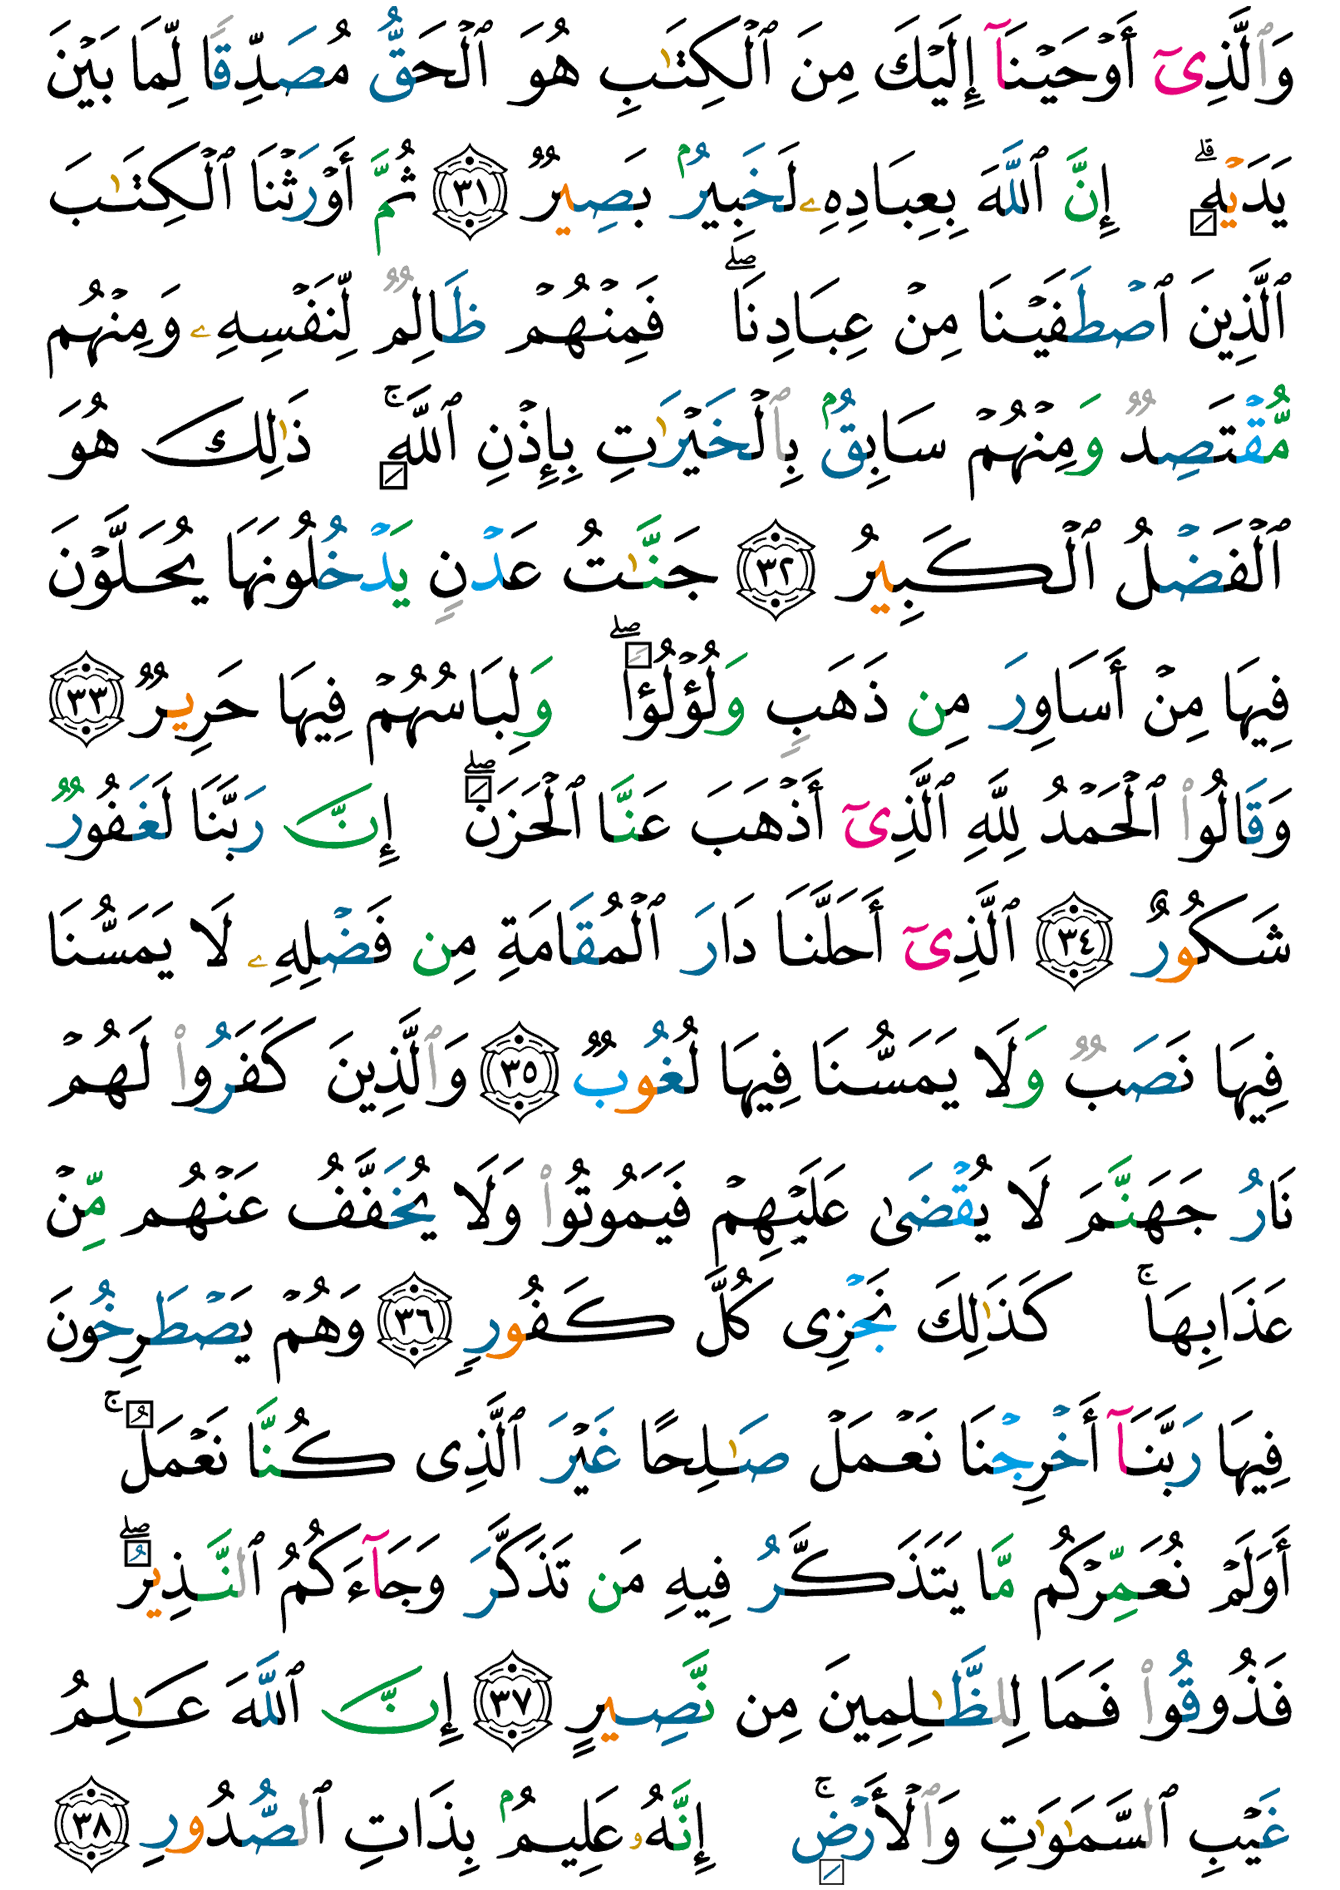 وَٱلَّذِىٓ أَوْحَيْنَآ إِلَيْكَ مِنَ ٱلْكِتَٰبِ هُوَ ٱلْحَقُّ مُصَدِّقًا لِّمَا بَيْنَ
يَدَيْهِ ۗ إِنَّ ٱللَّهَ بِعِبَادِهِۦ لَخَبِيرٌۢ بَصِيرٌ ٣١ ثُمَّ أَوْرَثْنَا ٱلْكِتَٰبَ
ٱلَّذِينَ ٱصْطَفَيْنَا مِنْ عِبَادِنَا ۖ فَمِنْهُمْ ظَالِمٌ لِّنَفْسِهِۦ وَمِنْهُم
مُّقْتَصِدٌ وَمِنْهُمْ سَابِقٌۢ بِٱلْخَيْرَٰتِ بِإِذْنِ ٱللَّهِ ۚ ذَٰلِكَ هُوَ
ٱلْفَضْلُ ٱلْكَبِيرُ ٣٢ جَنَّٰتُ عَدْنٍ يَدْخُلُونَهَا يُحَلَّوْنَ
فِيهَا مِنْ أَسَاوِرَ مِن ذَهَبٍ وَلُؤْلُؤًا ۖ وَلِبَاسُهُمْ فِيهَا حَرِيرٌ ٣٣
وَقَالُوا۟ ٱلْحَمْدُ لِلَّهِ ٱلَّذِىٓ أَذْهَبَ عَنَّا ٱلْحَزَنَ ۖ إِنَّ رَبَّنَا لَغَفُورٌ
شَكُورٌ ٣٤ ٱلَّذِىٓ أَحَلَّنَا دَارَ ٱلْمُقَامَةِ مِن فَضْلِهِۦ لَا يَمَسُّنَا
فِيهَا نَصَبٌ وَلَا يَمَسُّنَا فِيهَا لُغُوبٌ ٣٥ وَٱلَّذِينَ كَفَرُوا۟ لَهُمْ
نَارُ جَهَنَّمَ لَا يُقْضَىٰ عَلَيْهِمْ فَيَمُوتُوا۟ وَلَا يُخَفَّفُ عَنْهُم مِّنْ
عَذَابِهَا ۚ كَذَٰلِكَ نَجْزِى كُلَّ كَفُورٍ ٣٦ وَهُمْ يَصْطَرِخُونَ
فِيهَا رَبَّنَآ أَخْرِجْنَا نَعْمَلْ صَٰلِحًا غَيْرَ ٱلَّذِى كُنَّا نَعْمَلُ ۚ
أَوَلَمْ نُعَمِّرْكُم مَّا يَتَذَكَّرُ فِيهِ مَن تَذَكَّرَ وَجَآءَكُمُ ٱلنَّذِيرُ ۖ
فَذُوقُوا۟ فَمَا لِلظَّٰلِمِينَ مِن نَّصِيرٍ ٣٧ إِنَّ ٱللَّهَ عَٰلِمُ
غَيْبِ ٱلسَّمَٰوَٰتِ وَٱلْأَرْضِ ۚ إِنَّهُۥ عَلِيمٌۢ بِذَاتِ ٱلصُّدُورِ ٣٨